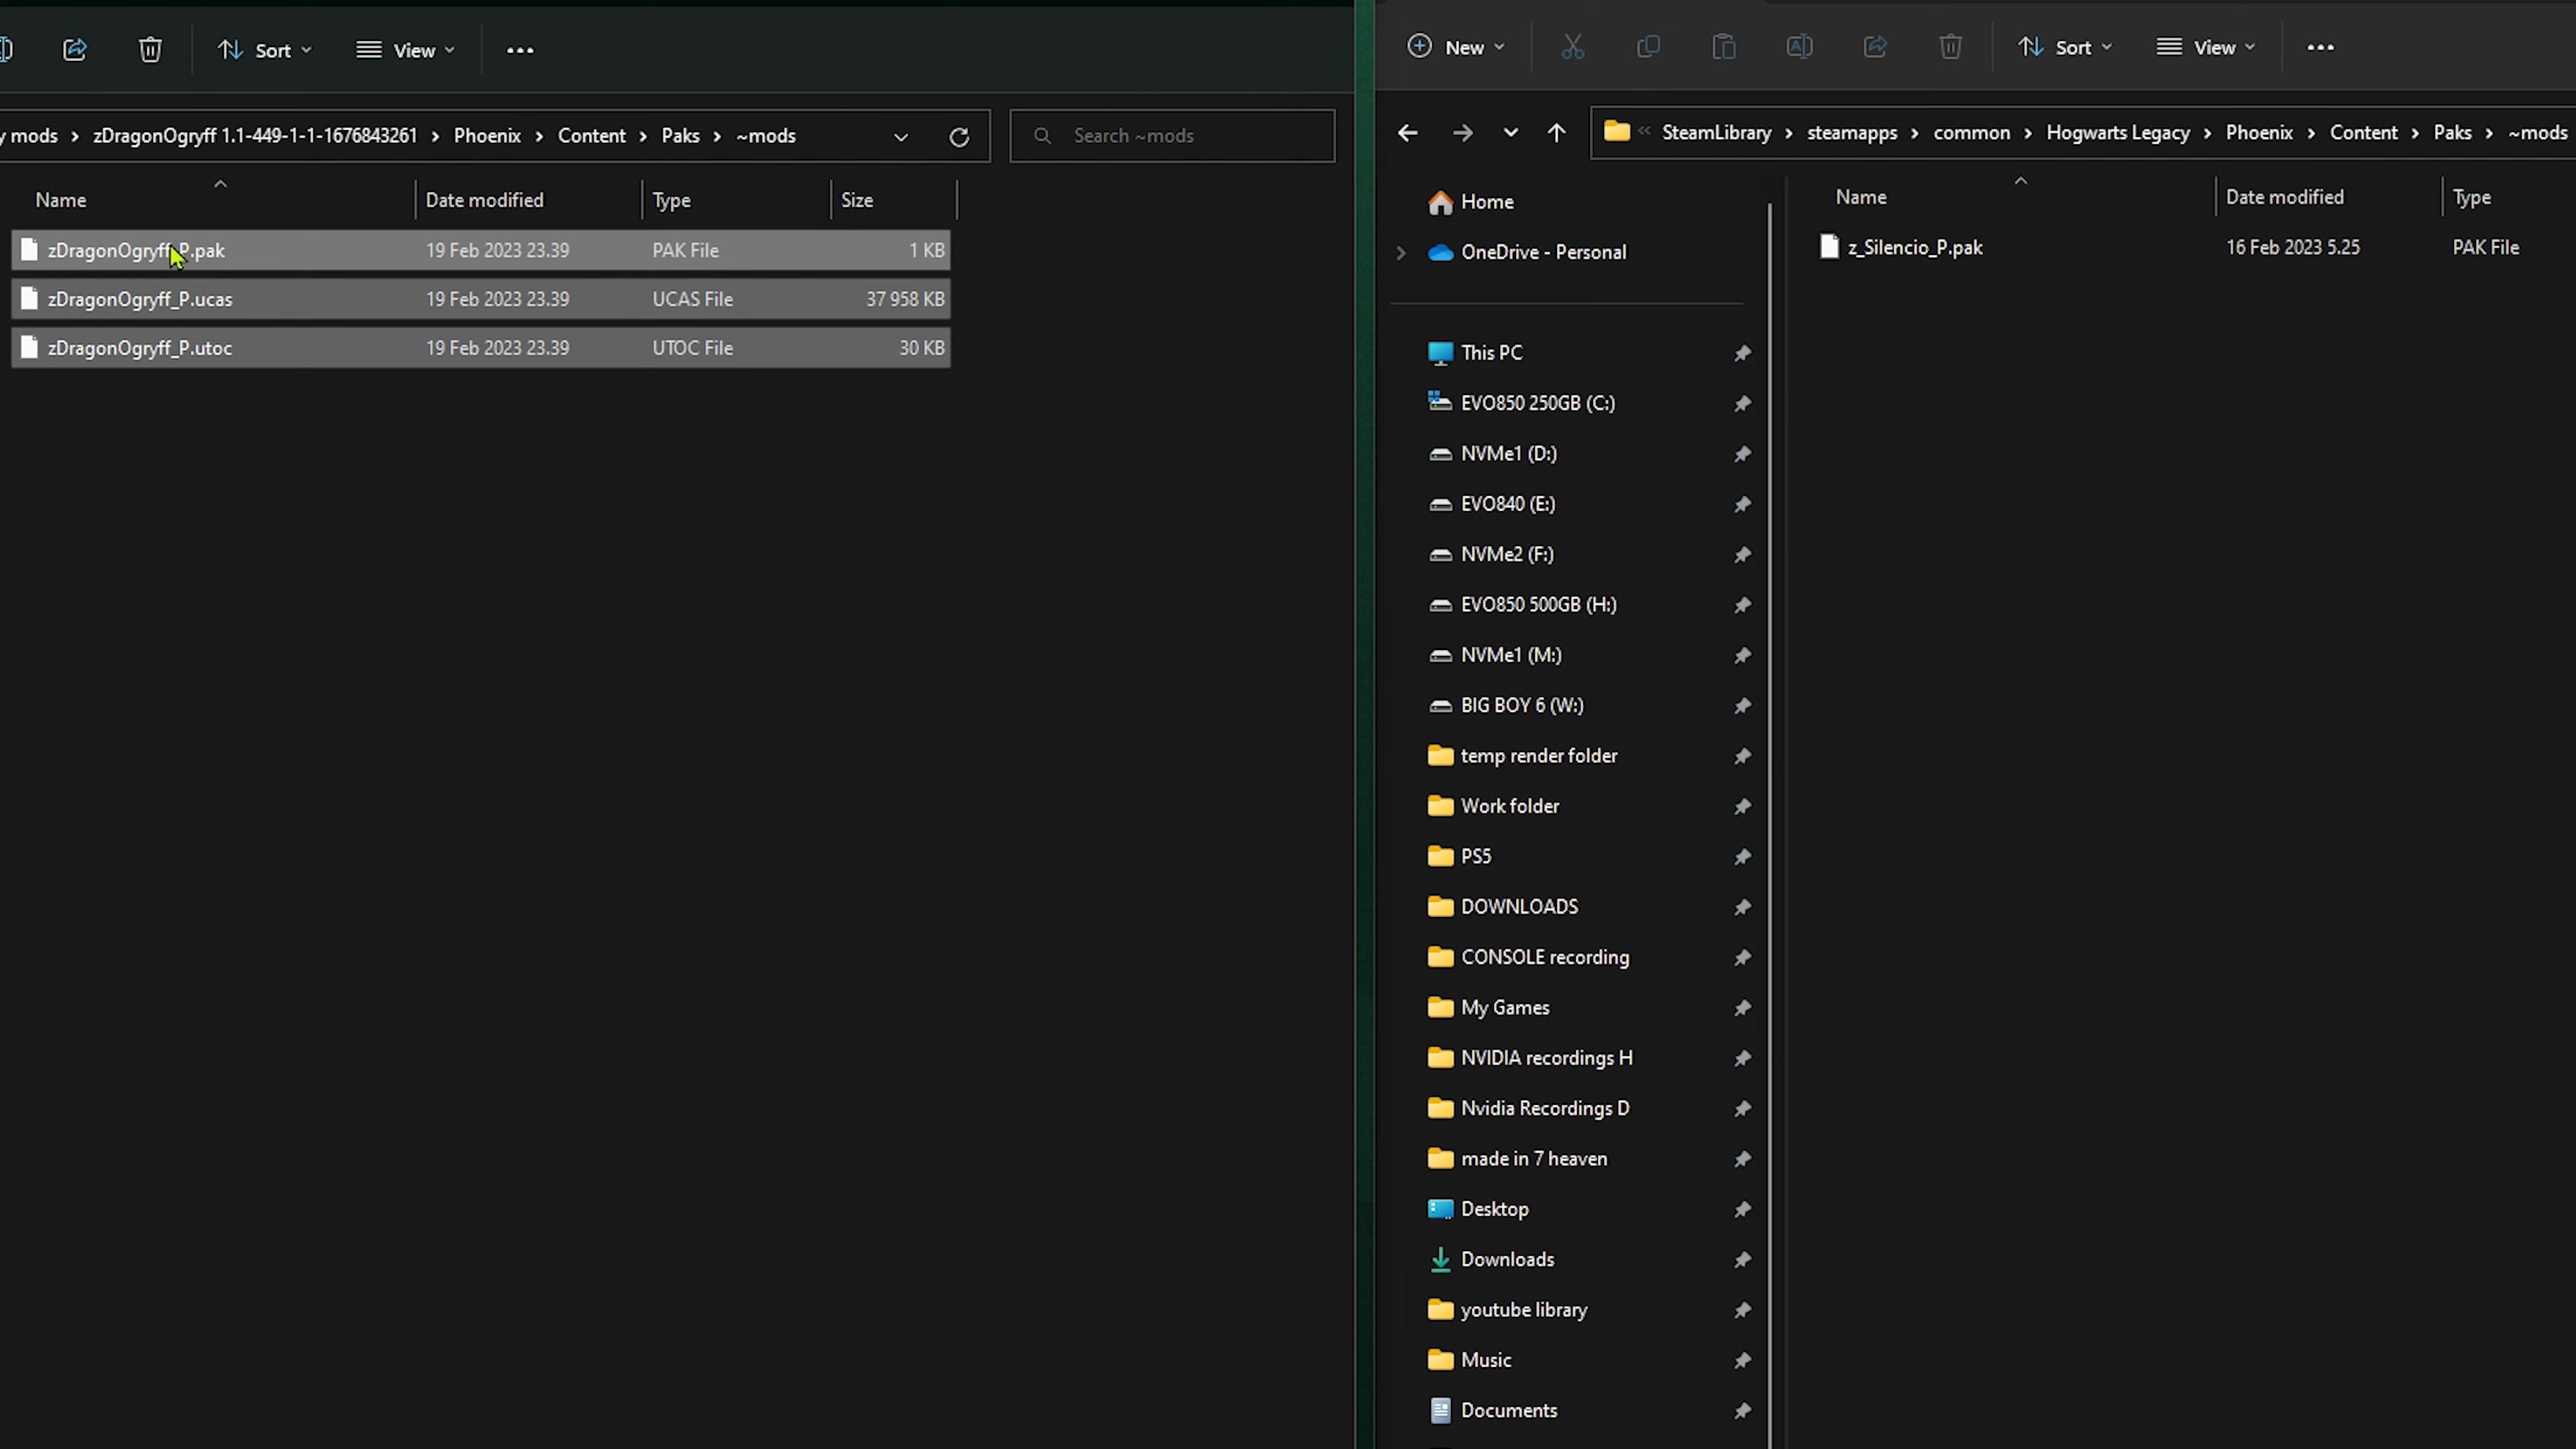 Sort
View
y mods > zDragonOgryff 1.1-449-1-1-1676843261 > Phoenix > Content > Paks > ~mods
Search ~mods
Name Date modified Type Size
zDragonOgryff_P.pak 19 Feb 2023 23.39 PAK File 1 KB
zDragonOgryff_P.ucas 19 Feb 2023 23.39 UCAS File 37 958 KB
zDragonOgryff_P.utoc 19 Feb 2023 23.39 UTOC File 30 KB
New
Sort
View
« SteamLibrary > steamapps > common > Hogwarts Legacy > Phoenix > Content > Paks > ~mods
Home
OneDrive - Personal
This PC
EVO850 250GB (C:)
NVMe1 (D:)
EVO840 (E:)
NVMe2 (F:)
EVO850 500GB (H:)
NVMe1 (M:)
BIG BOY 6 (W:)
temp render folder
Work folder
PS5
DOWNLOADS
CONSOLE recording
My Games
NVIDIA recordings H
Nvidia Recordings D
made in 7 heaven
Desktop
Downloads
youtube library
Music
Documents
Name Date modified Type
z_Silencio_P.pak 16 Feb 2023 5.25 PAK File